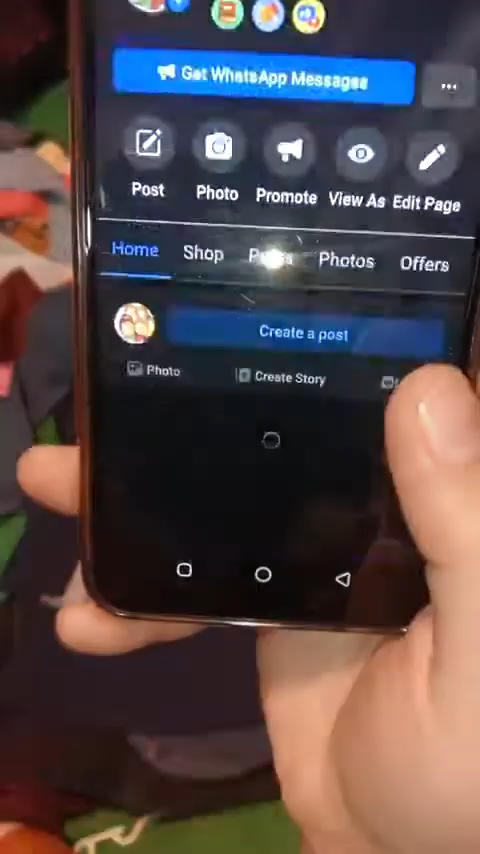 Get WhatsApp Messages
Post Photo Promote View As Edit Page
Home Shop Photos Offers
Create a post
Photo Create Story